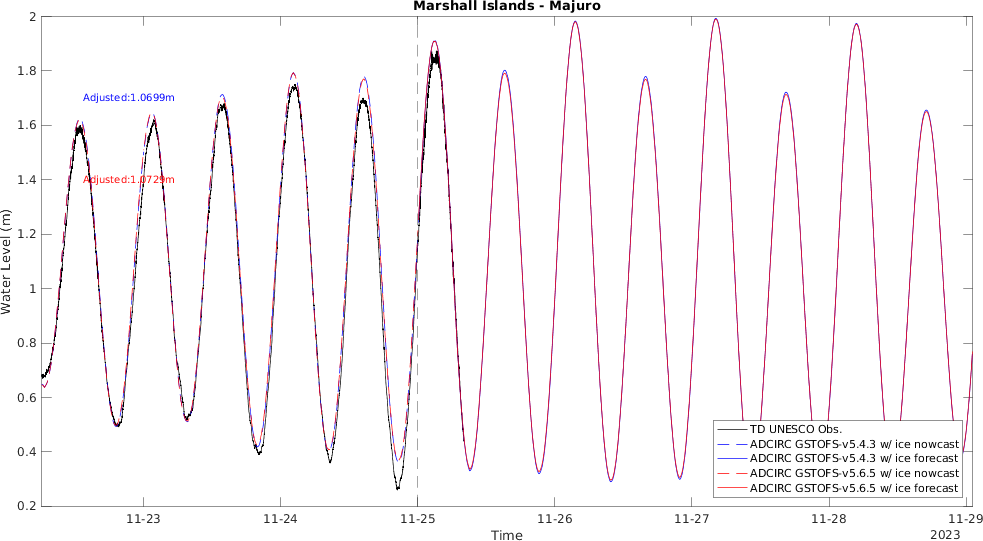 Marshall Islands - Majuro
2
1.8
1.6
1.4
1.2
1
0.8
0.6
0.4
0.2
Water Level (m)
Adjusted:1.0699m
Adjusted:1.0729m
TD UNESCO Obs.
ADCIRC GSTOFS-v5.4.3 w/ ice nowcast
ADCIRC GSTOFS-v5.4.3 w/ ice forecast
ADCIRC GSTOFS-v5.6.5 w/ ice nowcast
ADCIRC GSTOFS-v5.6.5 w/ ice forecast
11-23 11-24 11-25 11-26 11-27 11-28 11-29
Time
2023